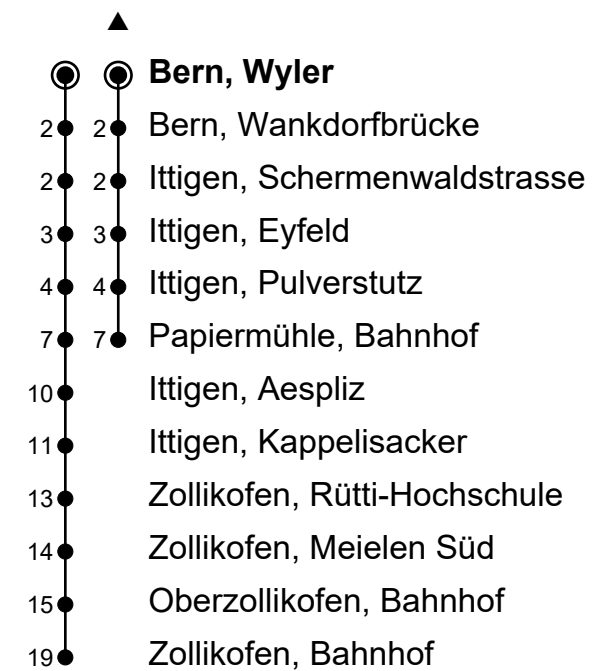 ▲
Bern, Wyler
2 2 Bern, Wankdorfbrücke
2 2 Ittigen, Schermenwaldstrasse
3 3 Ittigen, Eyfeld
4 4 Ittigen, Pulverstutz
7 7 Papiermühle, Bahnhof
10 Ittigen, Aespliz
11 Ittigen, Kappelisacker
13 Zollikofen, Rütti-Hochschule
14 Zollikofen, Meielen Süd
15 Oberzollikofen, Bahnhof
19 Zollikofen, Bahnhof